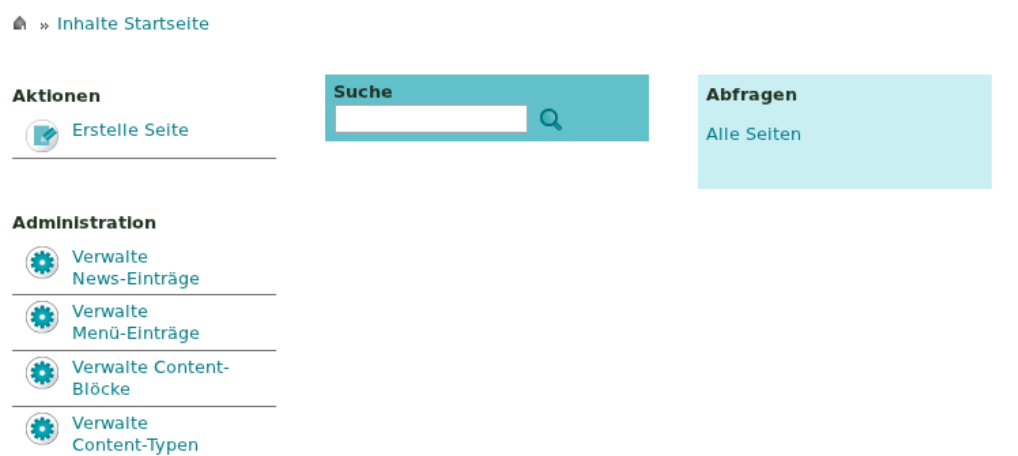 » Inhalte Startseite
Aktionen
Erstelle Seite
Administration
Verwalte
News-Einträge
Verwalte
Menü-Einträge
Verwalte Content-
Blöcke
Verwalte
Content-Typen
Suche
Abfragen
Alle Seiten